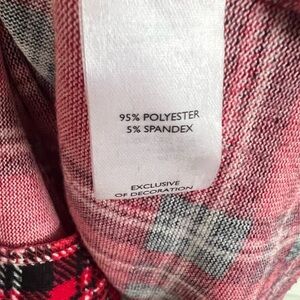 95% POLYESTER
5% SPANDEX
EXCLUSIVE
OF DECORATION